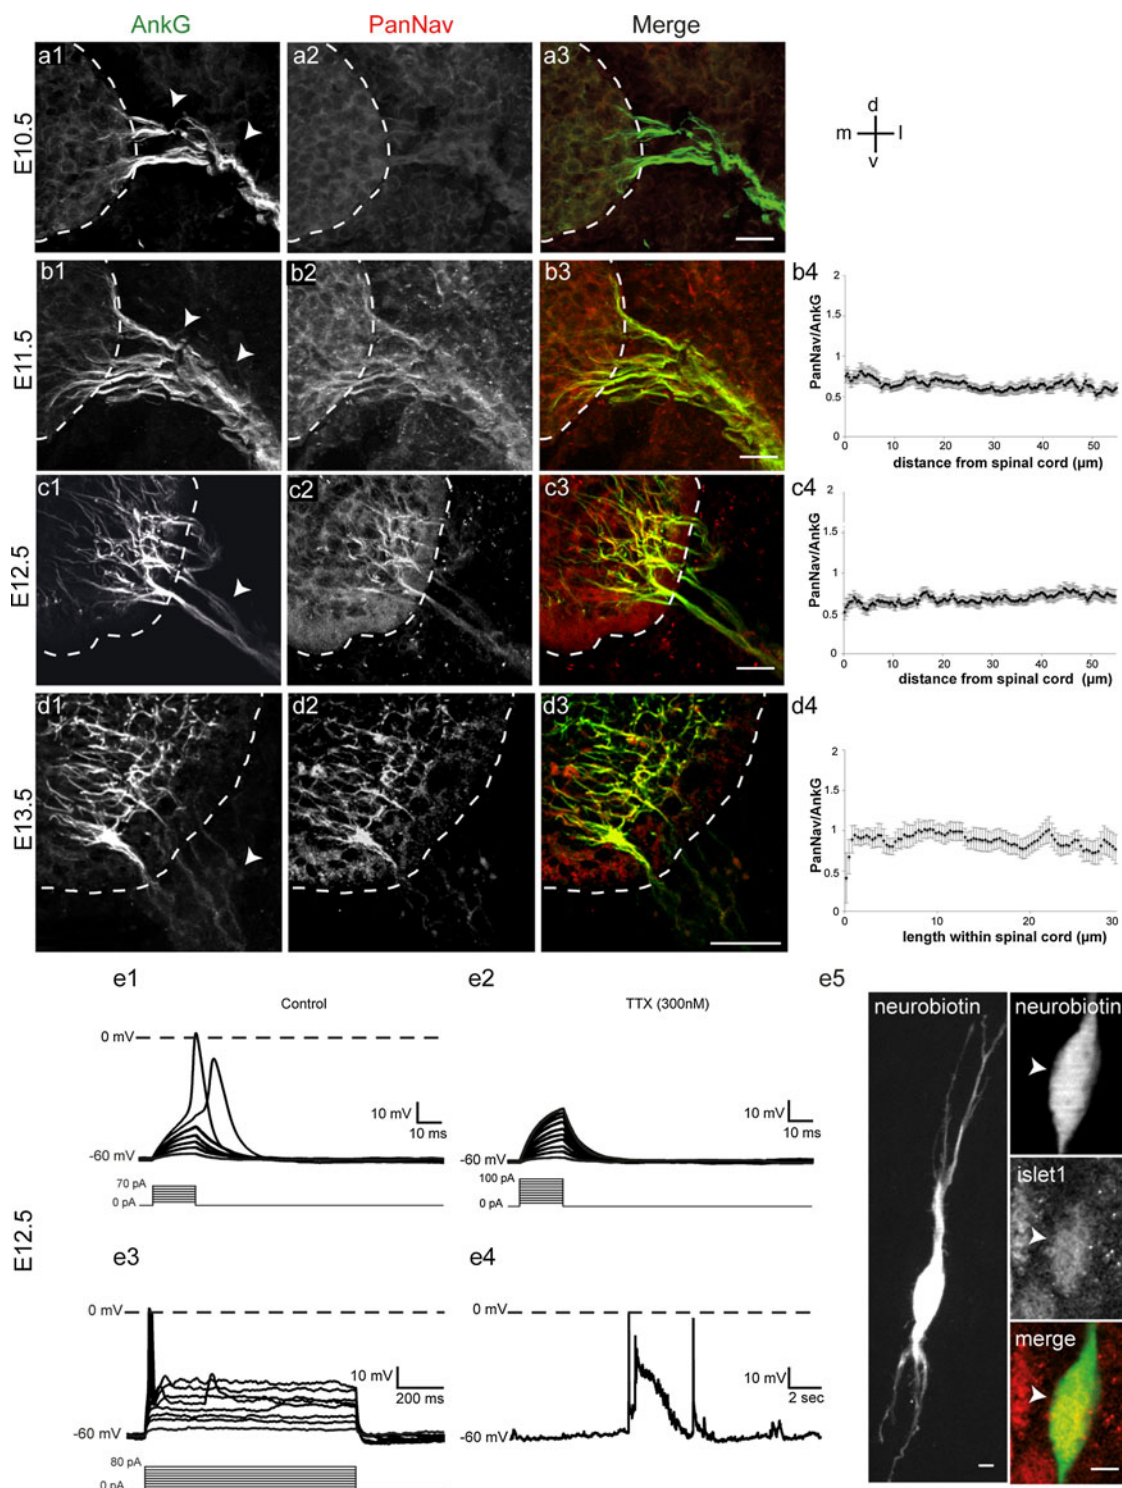 AnkG PanNav Merge
E10.5
a1 a2 a3
d
m l
v
E11.5
b1 b2 b3 b4
2
1.5
1
0.5
0
PanNav/AnkG
0 10 20 30 40 50
distance from spinal cord (µm)
E12.5
c1 c2 c3 c4
2
1.5
1
0.5
0
PanNav/AnkG
0 10 20 30 40 50
distance from spinal cord (µm)
E13.5
d1 d2 d3 d4
2
1.5
1
0.5
0
PanNav/AnkG
0 10 20 30
length within spinal cord (µm)
E12.5
e1
Control
0 mV
10 mV
10 ms
-60 mV
70 pA
0 pA
e2
TTX (300nM)
10 mV
10 ms
-60 mV
100 pA
0 pA
e3
0 mV
10 mV
200 ms
-60 mV
80 pA
0 pA
e4
0 mV
10 mV
2 sec
-60 mV
e5
neurobiotin
neurobiotin
islet1
merge